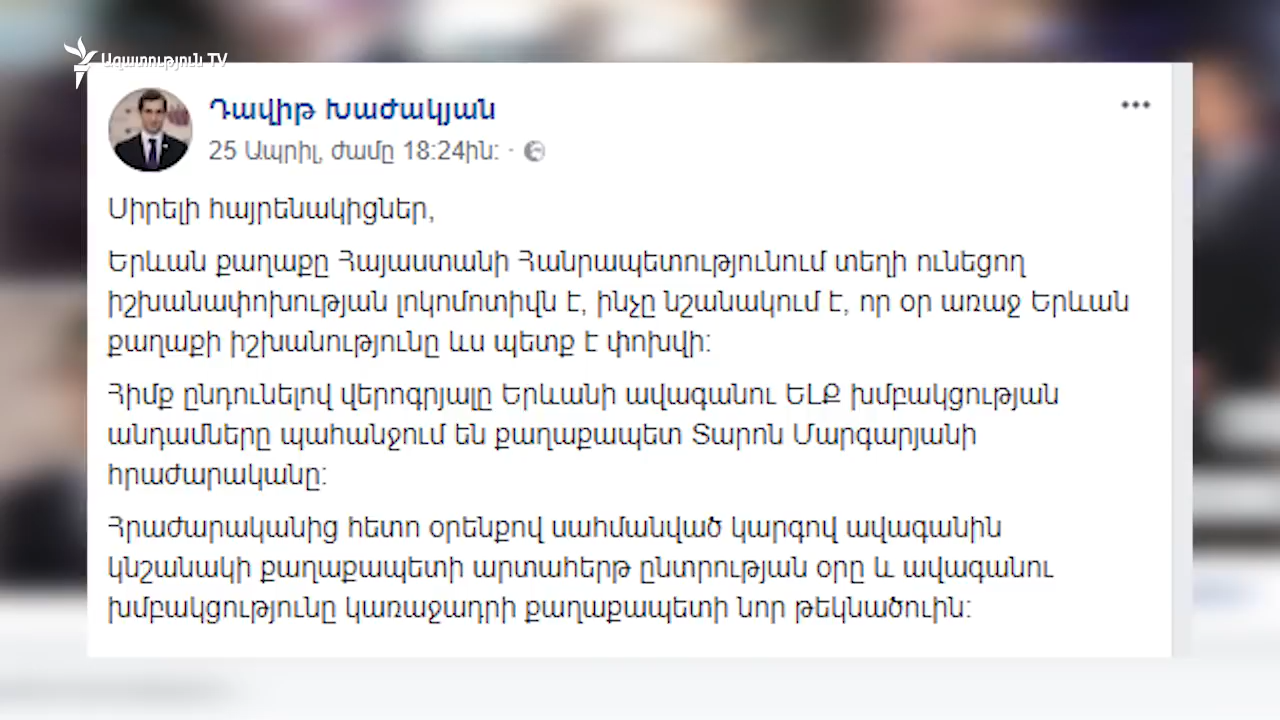 Ազատություն TV
Դավիթ Խաժակյան
25 Ապրիլ, ժամը 18:24ին: ·
Սիրելի հայրենակիցներ,
Երևան քաղաքը Հայաստանի Հանրապետությունում տեղի ունեցող
իշխանափոխության լոկոմոտիվն է, ինչը նշանակում է, որ օր առաջ Երևան
քաղաքի իշխանությունը ևս պետք է փոխվի:
Հիմք ընդունելով վերոգրյալը Երևանի ավագանու ԵԼՔ խմբակցության
անդամները պահանջում են քաղաքապետ Տարոն Մարգարյանի
հրաժարականը:
Հրաժարականից հետո օրենքով սահմանված կարգով ավագանին
կնշանակի քաղաքապետի արտահերթ ընտրության օրը և ավագանու
խմբակցությունը կառաջադրի քաղաքապետի նոր թեկնածուին: